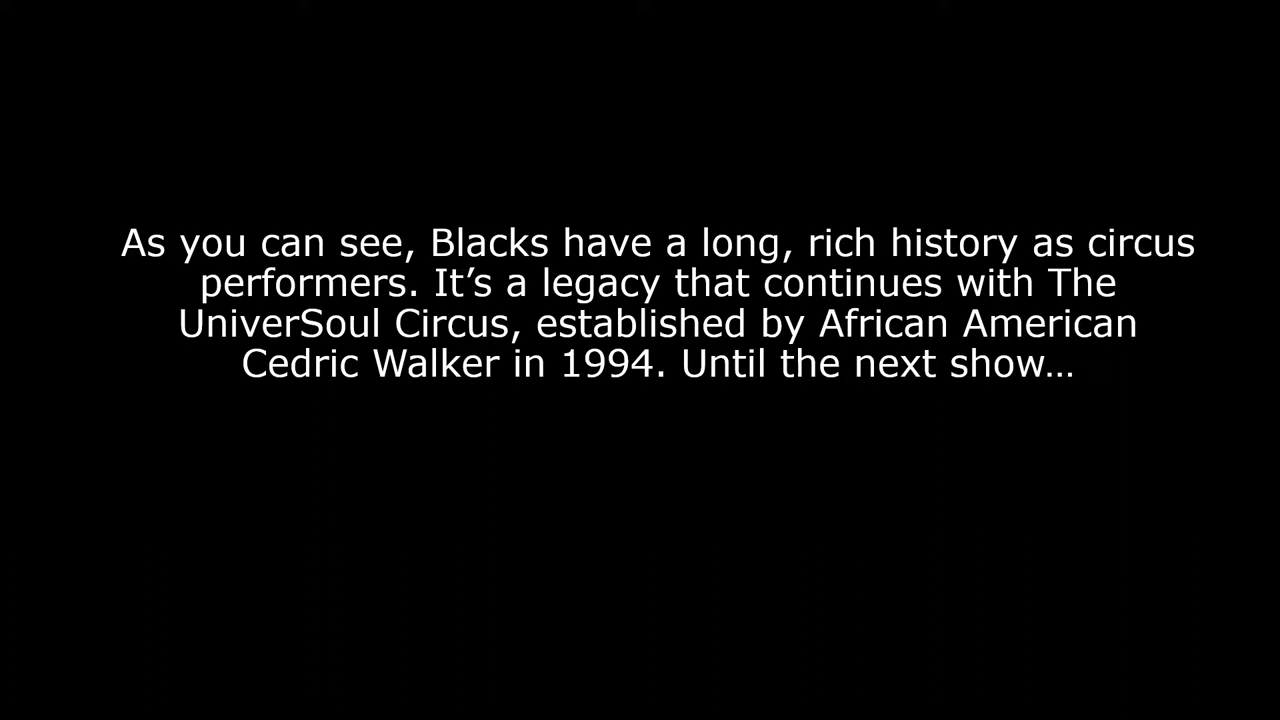 As you can see, Blacks have a long, rich history as circus
performers. It’s a legacy that continues with The
UniverSoul Circus, established by African American
Cedric Walker in 1994. Until the next show…